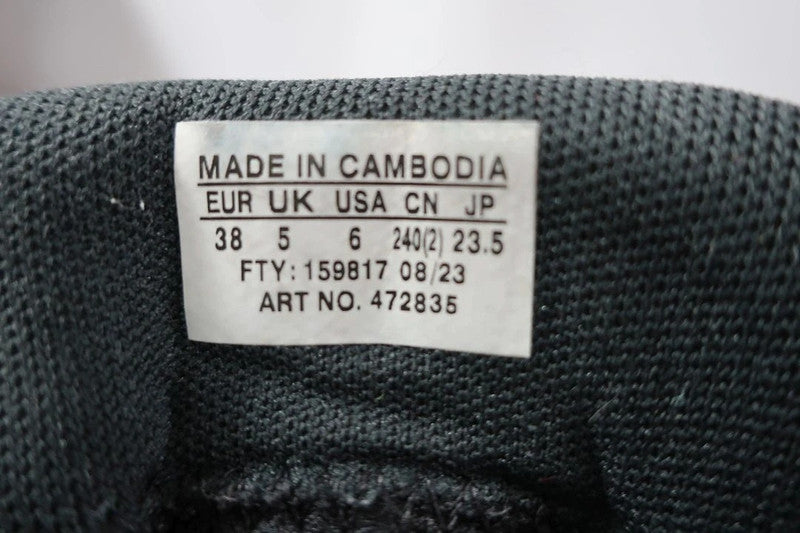 MADE IN CAMBODIA
EUR UK USA CN JP
38 5 6 240(2) 23.5
FTY: 159817 08/23
ART NO. 472835